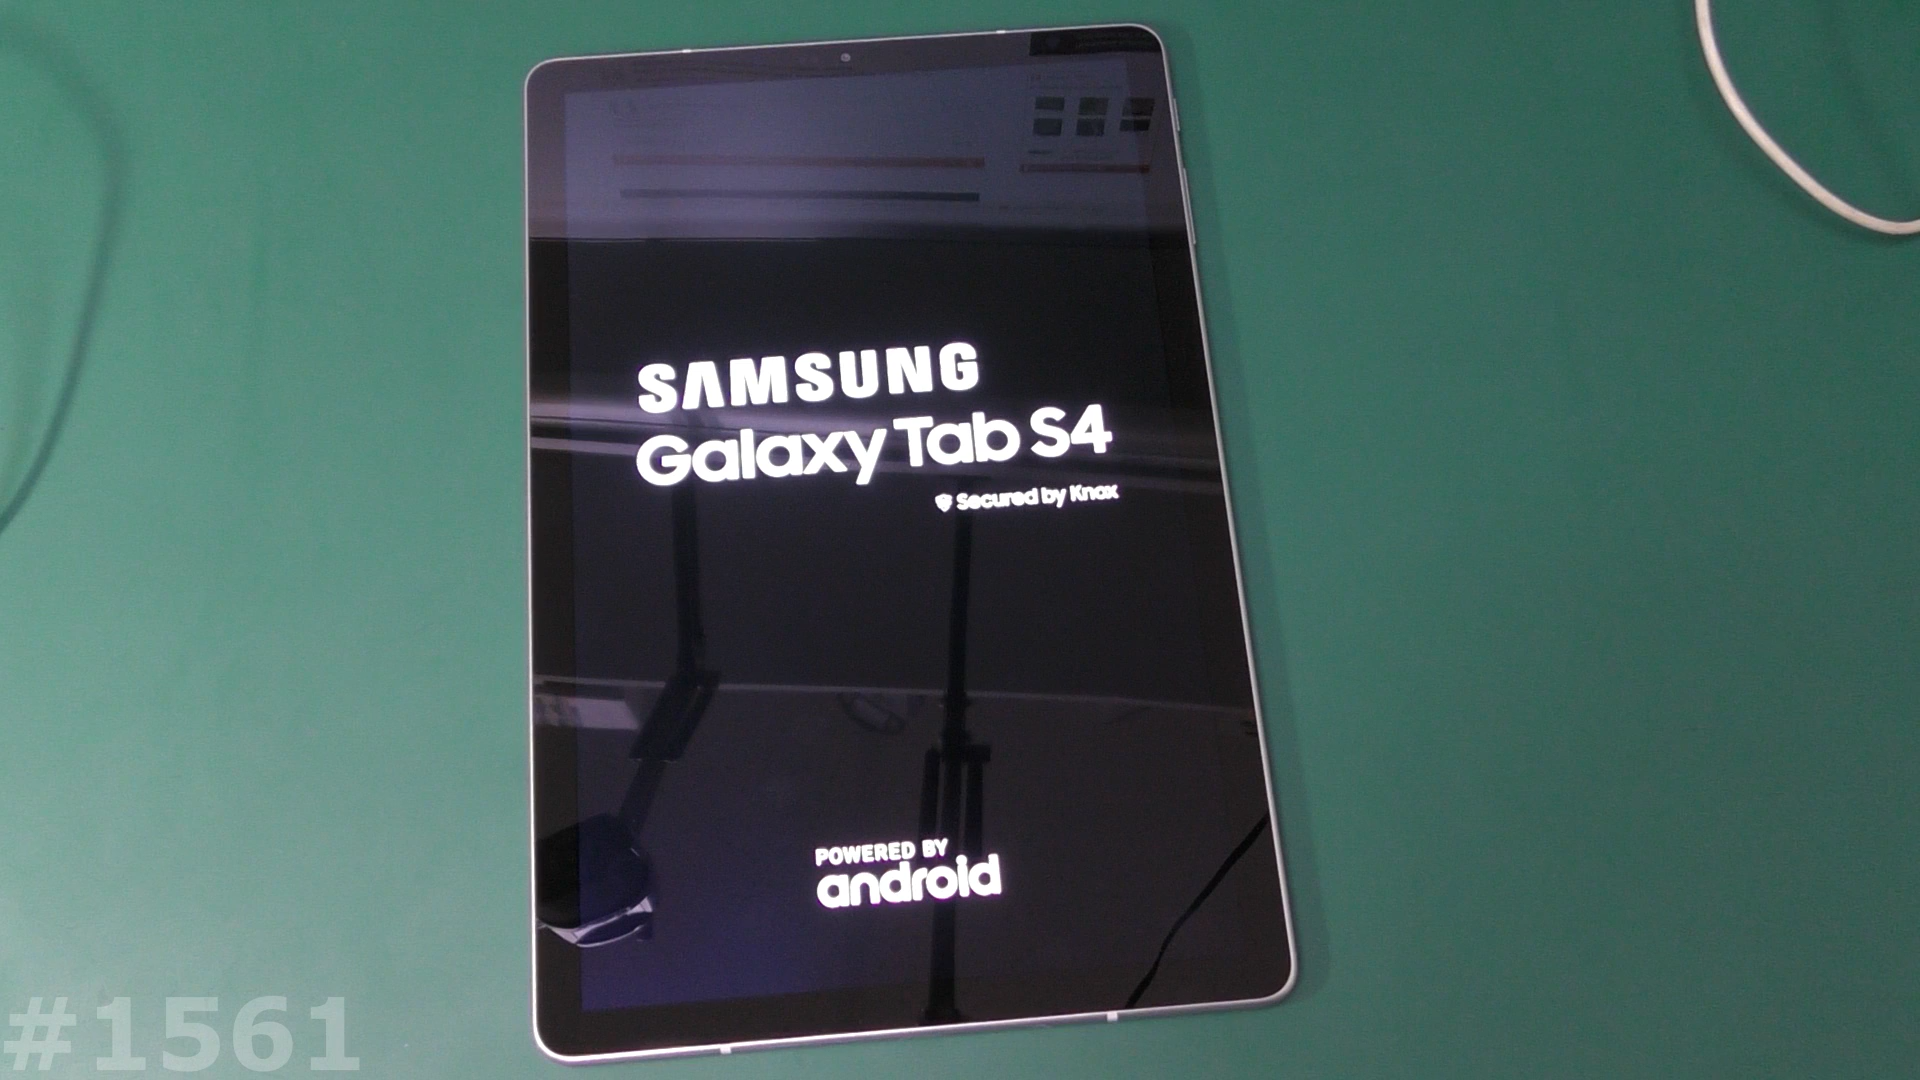 SAMSUNG
Galaxy Tab S4
Secured by Knox
POWERED BY
android
#1561